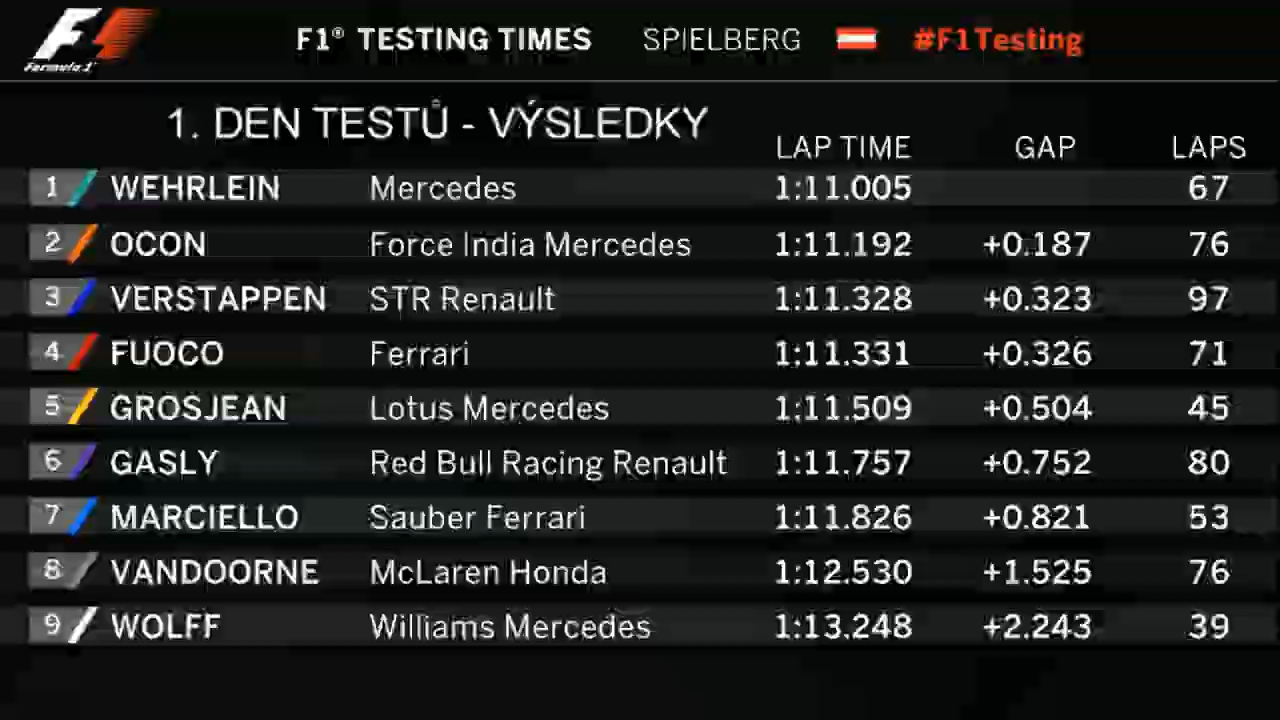 F1 Formula 1® F1® TESTING TIMES SPIELBERG #F1Testing
1. DEN TESTŮ - VÝSLEDKY
LAP TIME GAP LAPS
1 WEHRLEIN Mercedes 1:11.005 67
2 OCON Force India Mercedes 1:11.192 +0.187 76
3 VERSTAPPEN STR Renault 1:11.328 +0.323 97
4 FUOCO Ferrari 1:11.331 +0.326 71
5 GROSJEAN Lotus Mercedes 1:11.509 +0.504 45
6 GASLY Red Bull Racing Renault 1:11.757 +0.752 80
7 MARCIELLO Sauber Ferrari 1:11.826 +0.821 53
8 VANDOORNE McLaren Honda 1:12.530 +1.525 76
9 WOLFF Williams Mercedes 1:13.248 +2.243 39